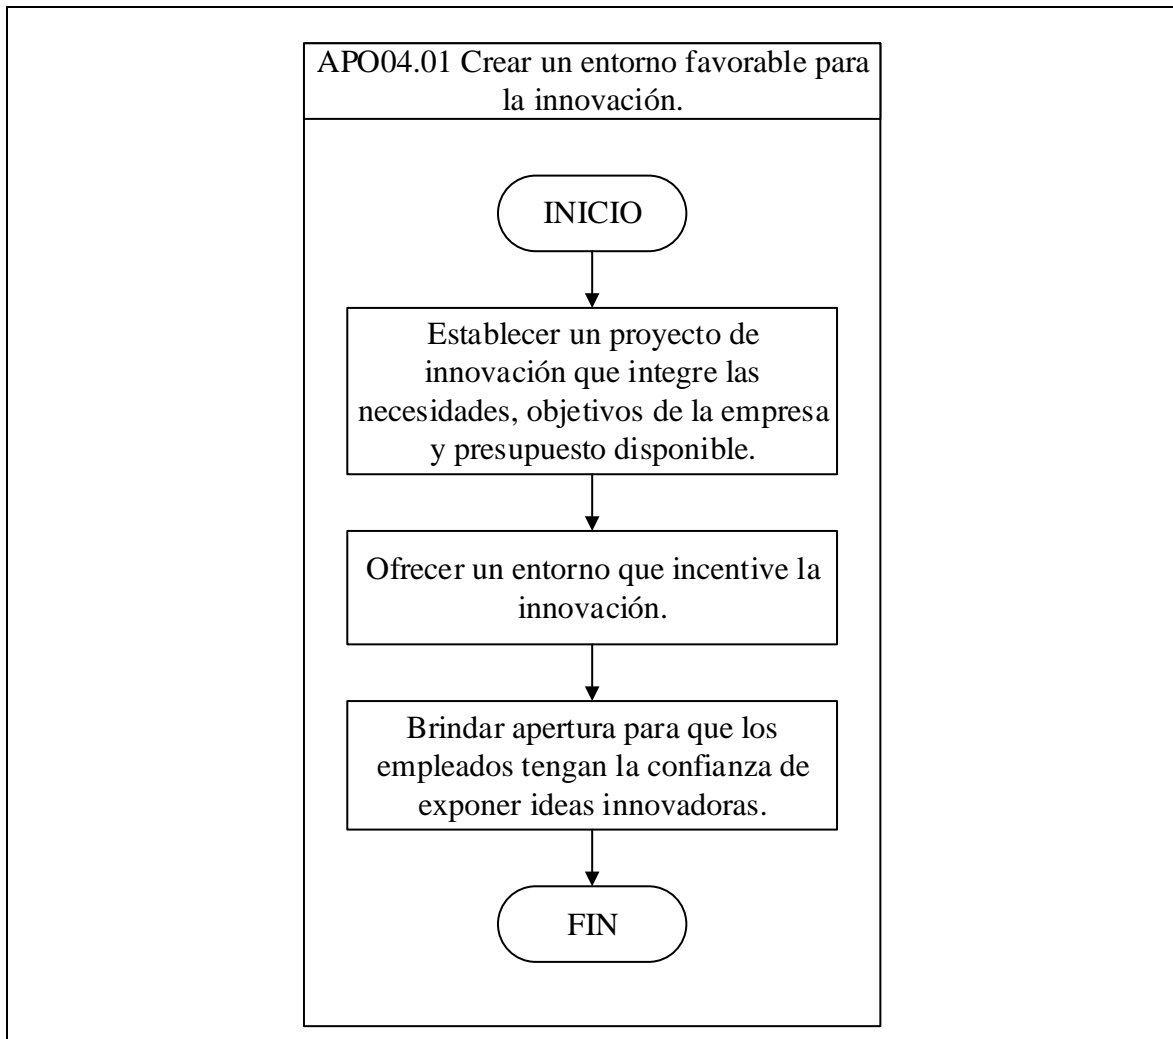 APO04.01 Crear un entorno favorable para
la innovación.
INICIO
Establecer un proyecto de
innovación que integre las
necesidades, objetivos de la empresa
y presupuesto disponible.
Ofrecer un entorno que incentive la
innovación.
Brindar apertura para que los
empleados tengan la confianza de
exponer ideas innovadoras.
FIN